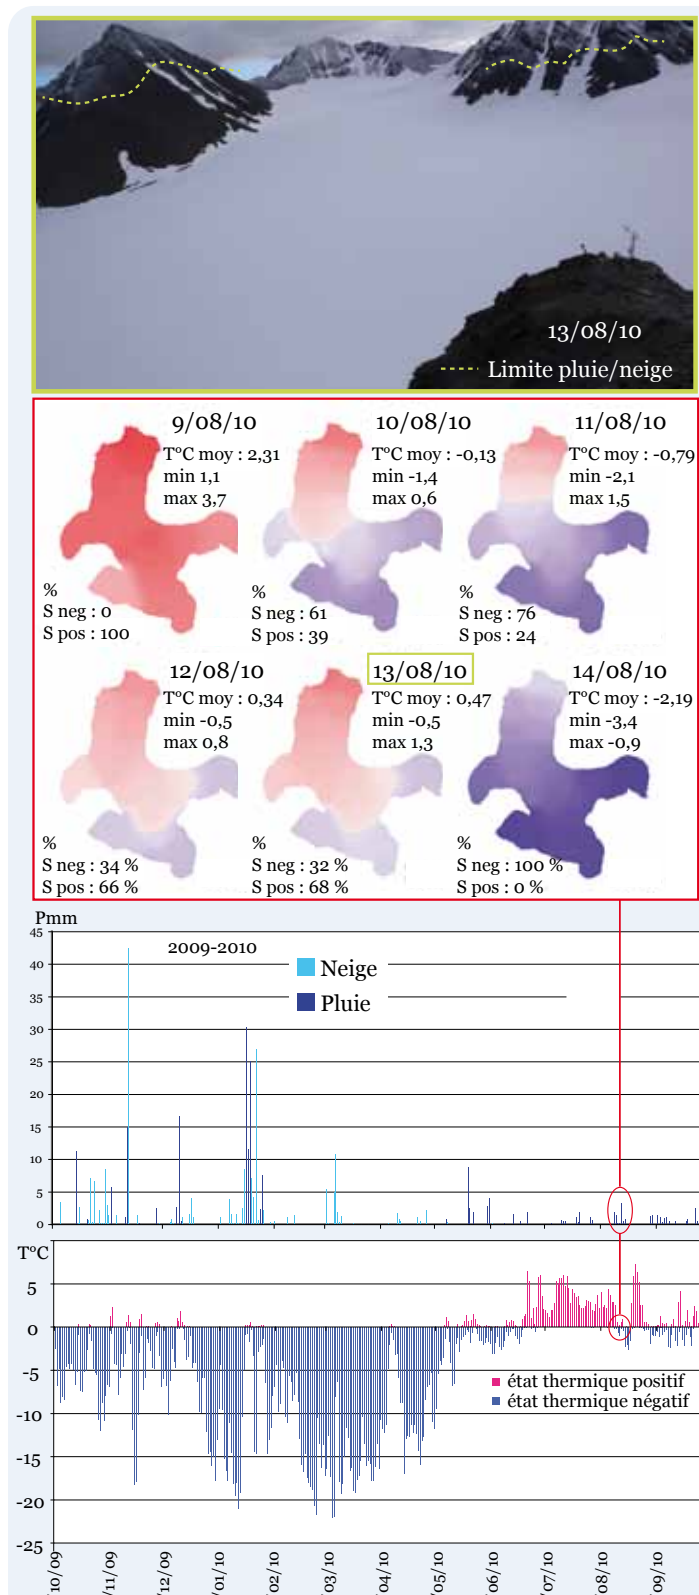 13/08/10
Limite pluie/neige
9/08/10
T°C moy : 2,31
min 1,1
max 3,7
%
S neg : 0
S pos : 100
10/08/10
T°C moy : -0,13
min -1,4
max 0,6
%
S neg : 61
S pos : 39
11/08/10
T°C moy : -0,79
min -2,1
max 1,5
%
S neg : 76
S pos : 24
12/08/10
T°C moy : 0,34
min -0,5
max 0,8
%
S neg : 34 %
S pos : 66 %
13/08/10
T°C moy : 0,47
min -0,5
max 1,3
%
S neg : 32 %
S pos : 68 %
14/08/10
T°C moy : -2,19
min -3,4
max -0,9
S neg : 100 %
S pos : 0 %
Pmm
2009-2010
Neige
Pluie
45
40
35
30
25
20
15
10
5
0
T°C
5
0
-5
-10
-15
-20
-25
état thermique positif
état thermique négatif
/10/09
/11/09
/12/09
/01/10
/02/10
/03/10
/04/10
/05/10
/06/10
/07/10
/08/10
/09/10